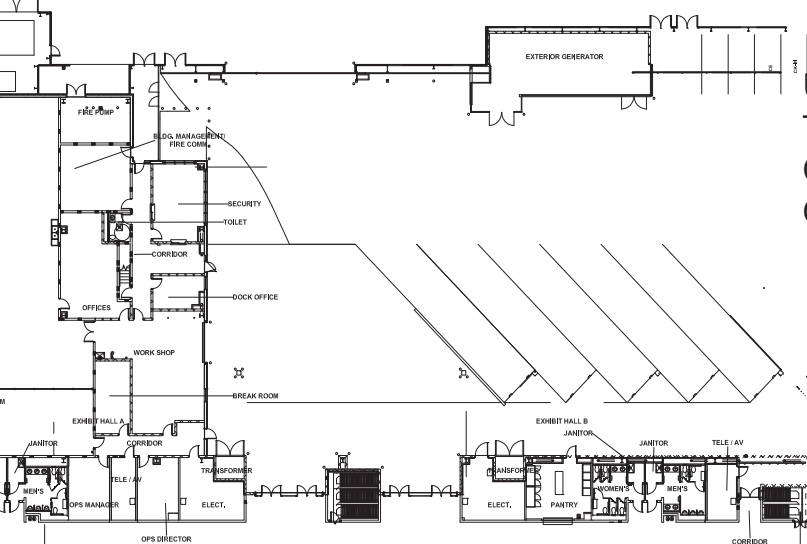 EXTERIOR GENERATOR
FIRE PUMP
BLDG. MANAGEMENT/
FIRE COMM.
SECURITY
TOILET
CORRIDOR
DOCK OFFICE
OFFICES
WORK SHOP
BREAK ROOM
M
EXHIBIT HALL A
EXHIBIT HALL B
JANITOR
CORRIDOR
JANITOR
JANITOR
TELE / AV
TRANSFORMER
TRANSFORMER
TELE / AV
MEN'S
OPS MANAGER
ELECT.
ELECT.
PANTRY
WOMEN'S
MEN'S
OPS DIRECTOR
CORRIDOR